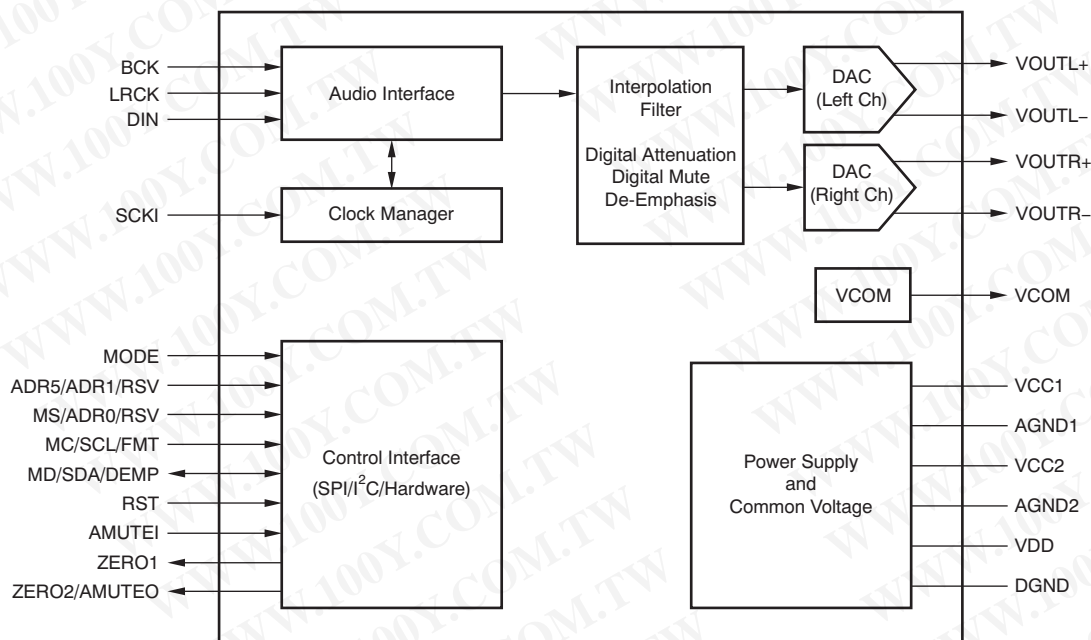 BCK
LRCK
DIN
SCKI
Audio Interface
Clock Manager
Interpolation
Filter
Digital Attenuation
Digital Mute
De-Emphasis
DAC
(Left Ch)
DAC
(Right Ch)
VOUTL+
VOUTL−
VOUTR+
VOUTR−
VCOM
VCOM
MODE
ADR5/ADR1/RSV
MS/ADR0/RSV
MC/SCL/FMT
MD/SDA/DEMP
RST
AMUTEI
ZERO1
ZERO2/AMUTEO
Control Interface
(SPI/I²C/Hardware)
Power Supply
and
Common Voltage
VCC1
AGND1
VCC2
AGND2
VDD
DGND
WWW.100Y.COM.TW